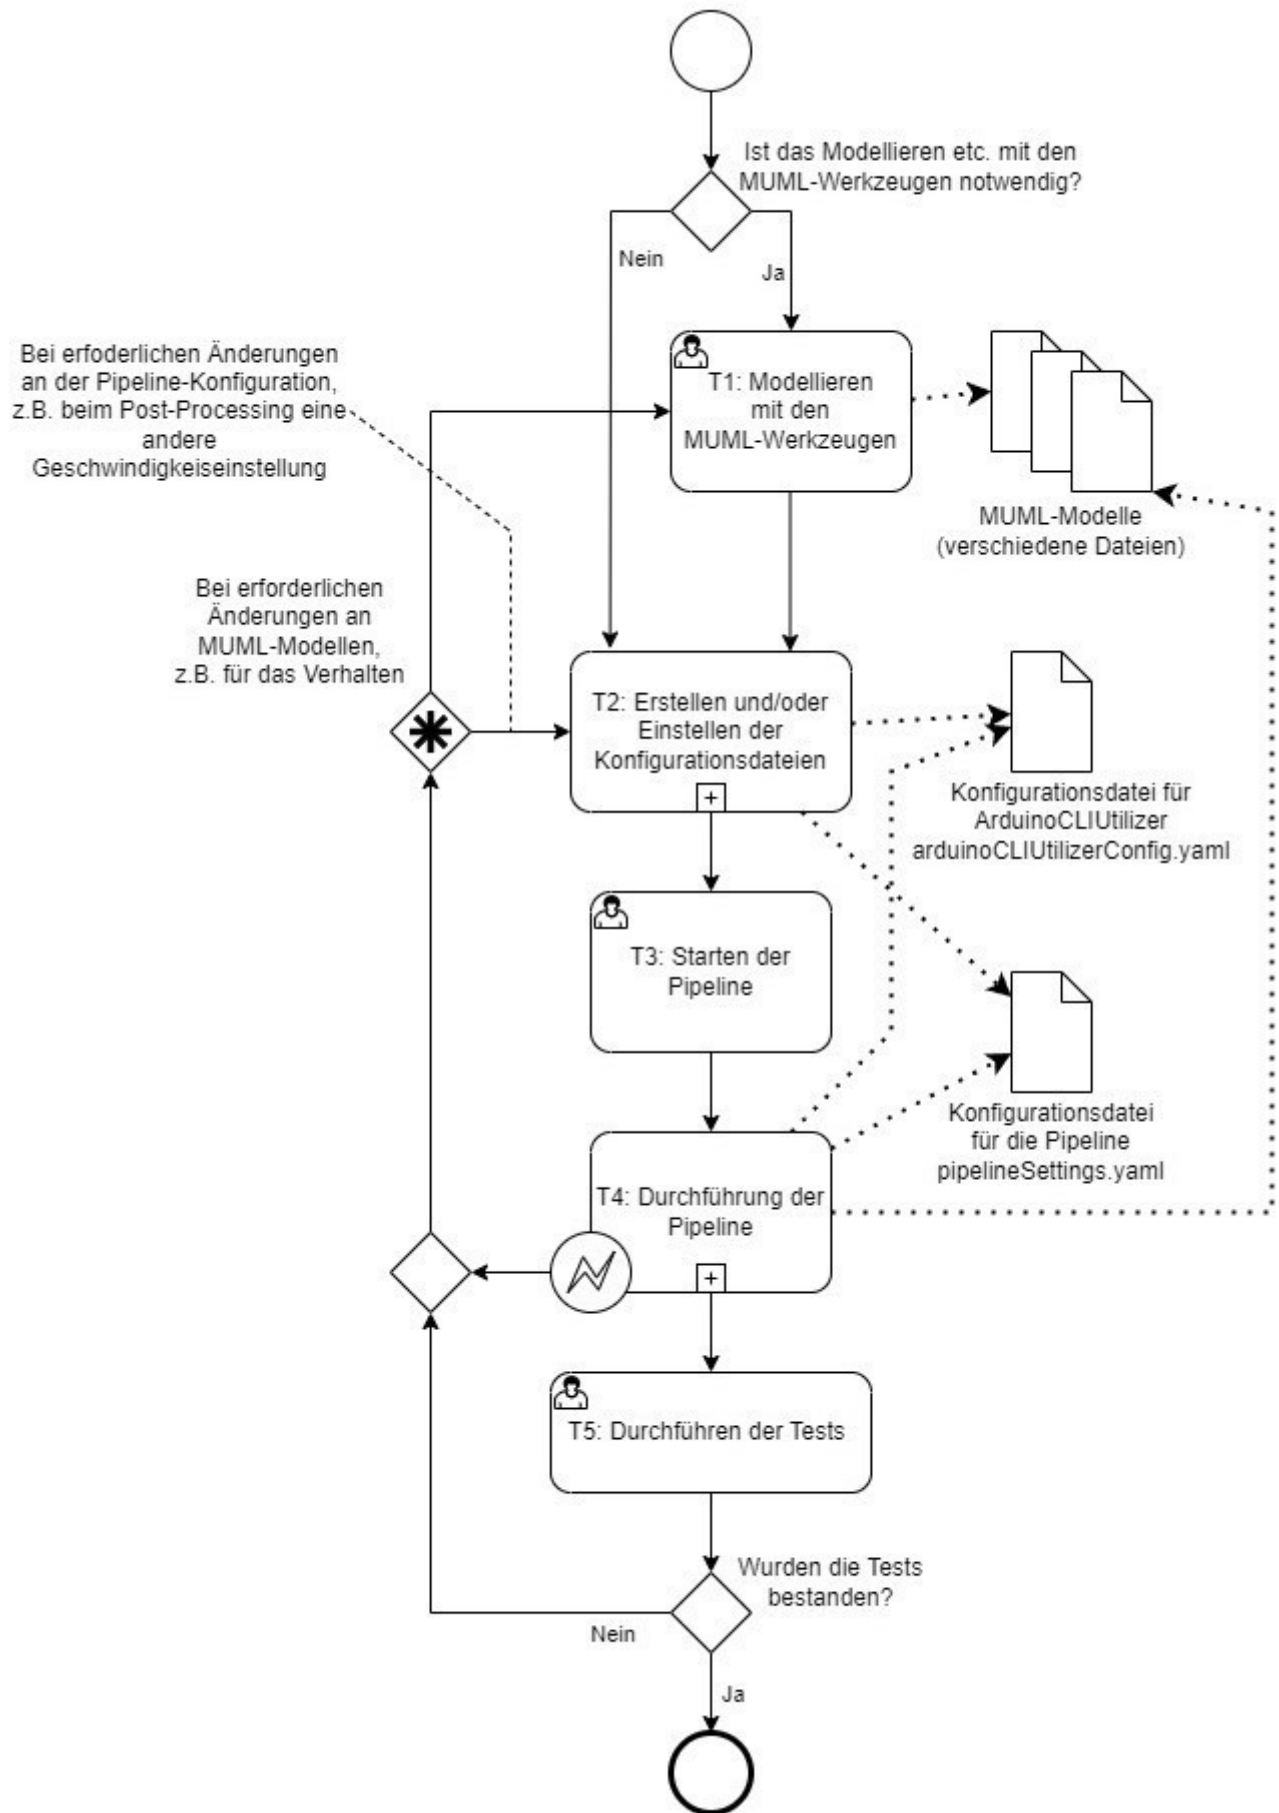 Ist das Modellieren etc. mit den
MUML-Werkzeugen notwendig?
Nein
Ja
Bei erfoderlichen Änderungen
an der Pipeline-Konfiguration,
z.B. beim Post-Processing eine
andere
Geschwindigkeiseinstellung
T1: Modellieren
mit den
MUML-Werkzeugen
MUML-Modelle
(verschiedene Dateien)
Bei erforderlichen
Änderungen an
MUML-Modellen,
z.B. für das Verhalten
T2: Erstellen und/oder
Einstellen der
Konfigurationsdateien
Konfigurationsdatei für
ArduinoCLIUtilizer
arduinoCLIUtilizerConfig.yaml
T3: Starten der
Pipeline
Konfigurationsdatei
für die Pipeline
pipelineSettings.yaml
T4: Durchführung der
Pipeline
T5: Durchführen der Tests
Wurden die Tests
bestanden?
Nein
Ja